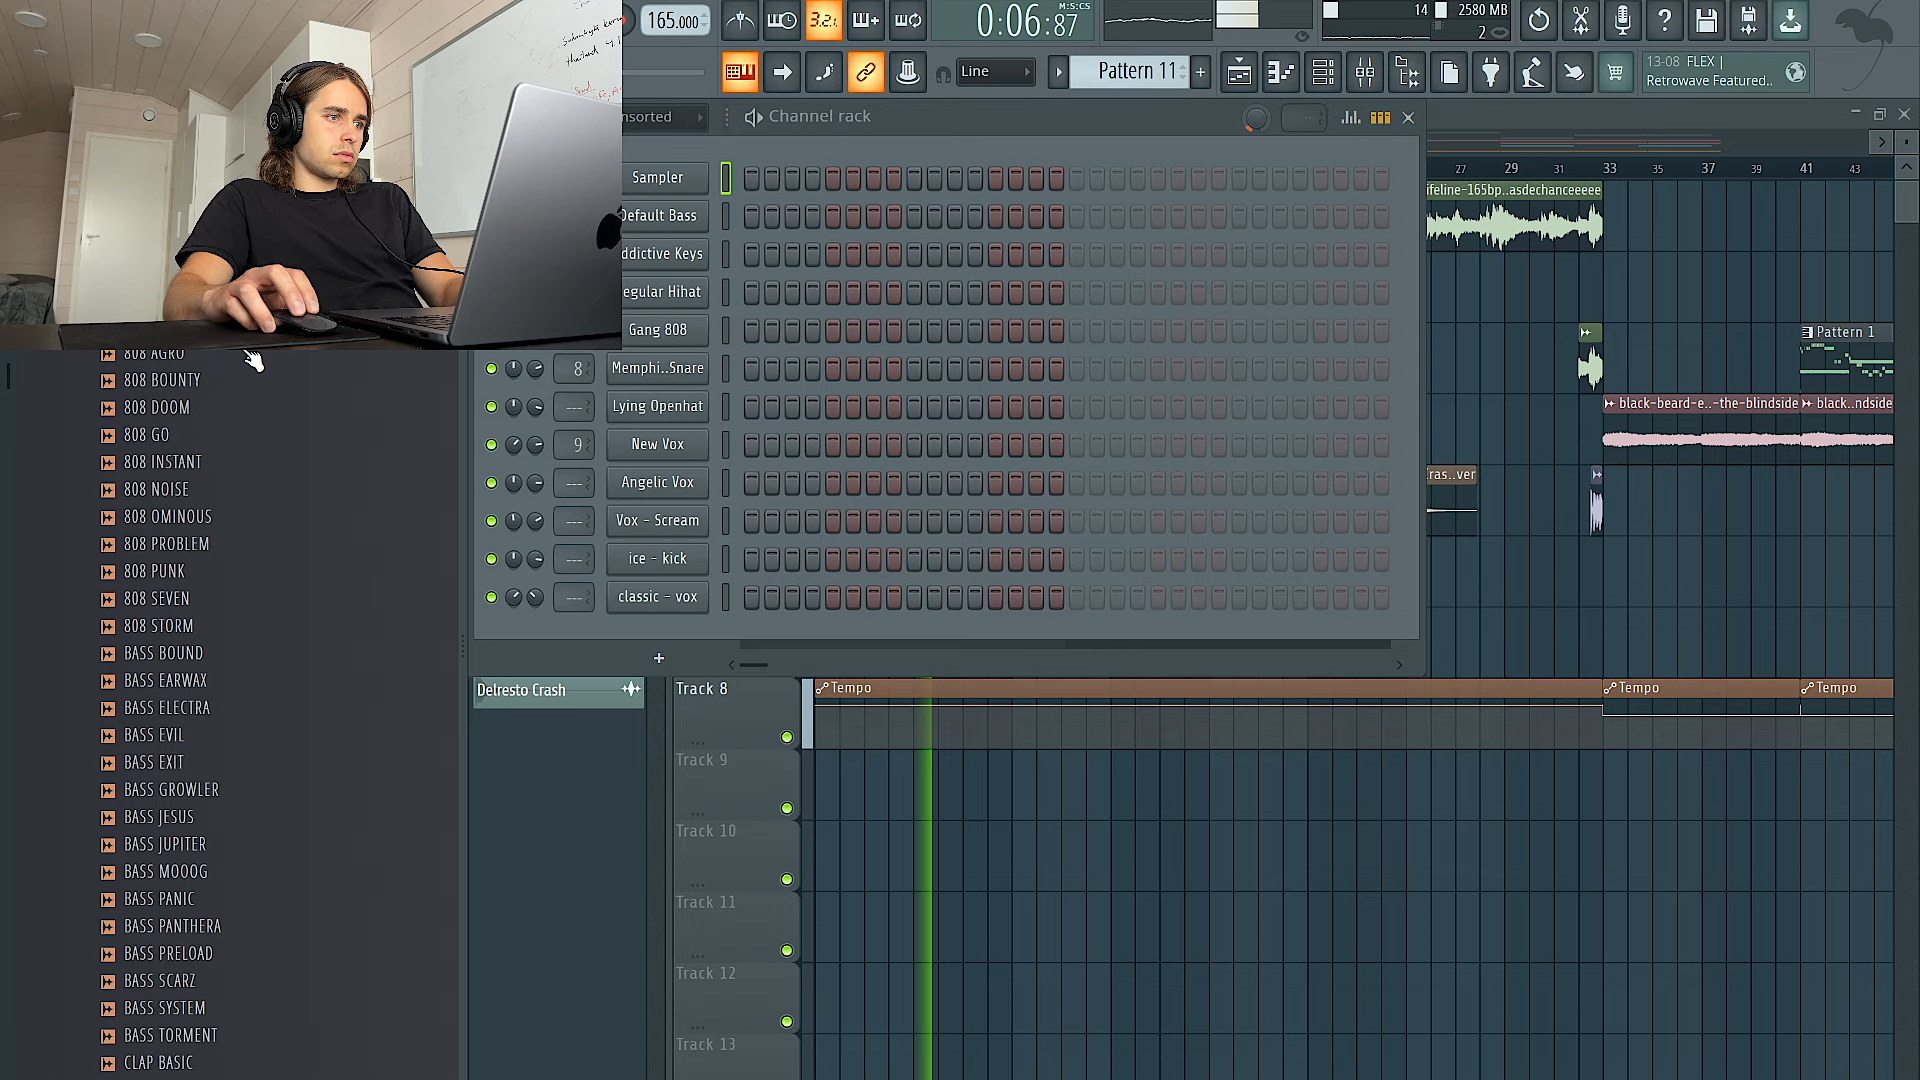 165.000
3.2.
0:06:87
M:S:CS
14
2580 MB
2
Line
Pattern 11
+
13-08 FLEX |
Retrowave Featured..
Channel rack
Sampler
Default Bass
ddictive Keys
egular Hihat
Gang 808
8 Memphi..Snare
--- Lying Openhat
9 New Vox
--- Angelic Vox
--- Vox - Scream
--- ice - kick
--- classic - vox
+
27 29 31 33 35 37 39 41 43
ifeline-165bp..asdechanceeeee
Pattern 1
black-beard-e..-the-blindside
black..ndside
ras..ver
808 AGRO
808 BOUNTY
808 DOOM
808 GO
808 INSTANT
808 NOISE
808 OMINOUS
808 PROBLEM
808 PUNK
808 SEVEN
808 STORM
BASS BOUND
BASS EARWAX
BASS ELECTRA
BASS EVIL
BASS EXIT
BASS GROWLER
BASS JESUS
BASS JUPITER
BASS MOOOG
BASS PANIC
BASS PANTHERA
BASS PRELOAD
BASS SCARZ
BASS SYSTEM
BASS TORMENT
CLAP BASIC
Delresto Crash
Track 8
Tempo
Tempo
Tempo
Track 9
Track 10
Track 11
Track 12
Track 13